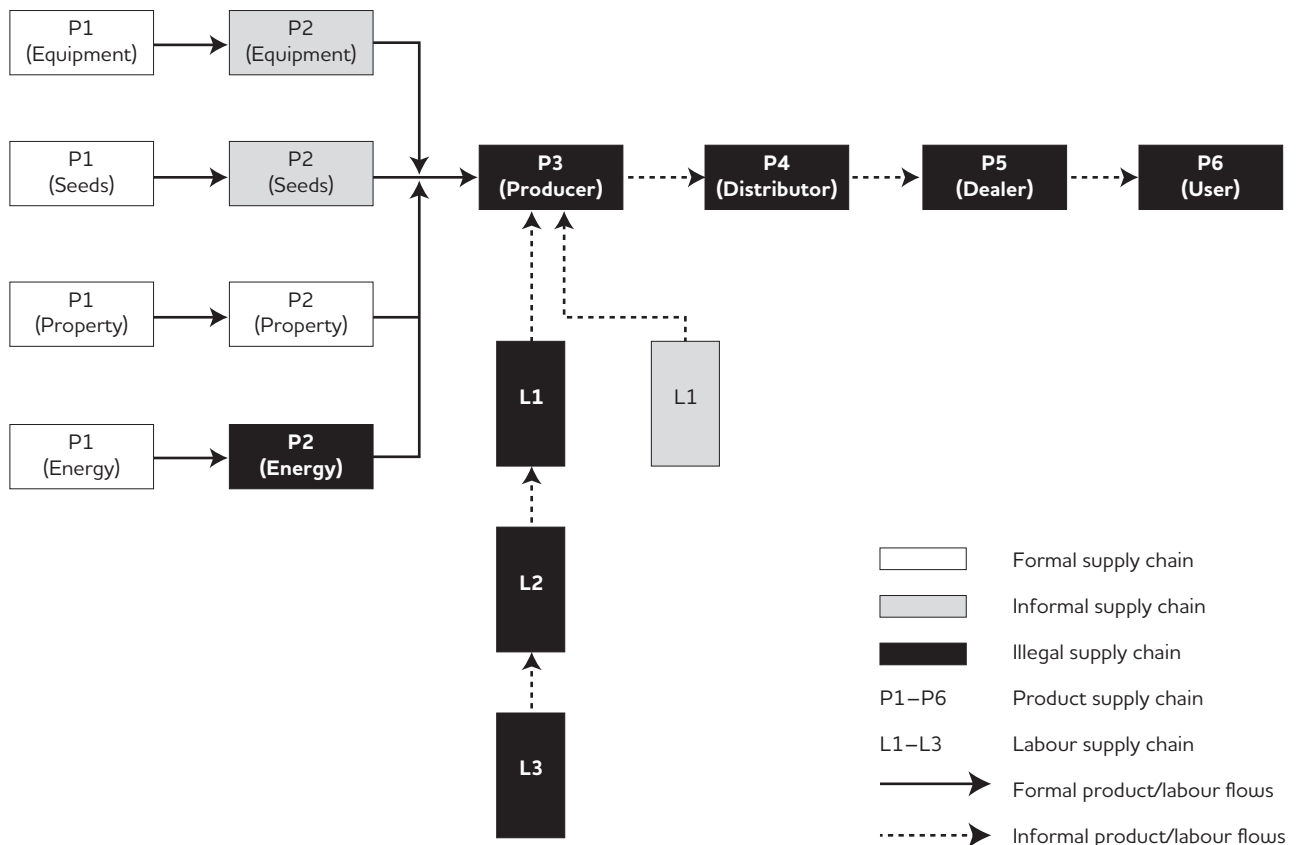 P1
(Equipment)
P2
(Equipment)
P1
(Seeds)
P2
(Seeds)
P3
(Producer)
P4
(Distributor)
P5
(Dealer)
P6
(User)
P1
(Property)
P2
(Property)
L1
L1
P1
(Energy)
P2
(Energy)
L2
L3
Formal supply chain
Informal supply chain
Illegal supply chain
P1–P6 Product supply chain
L1–L3 Labour supply chain
Formal product/labour flows
Informal product/labour flows